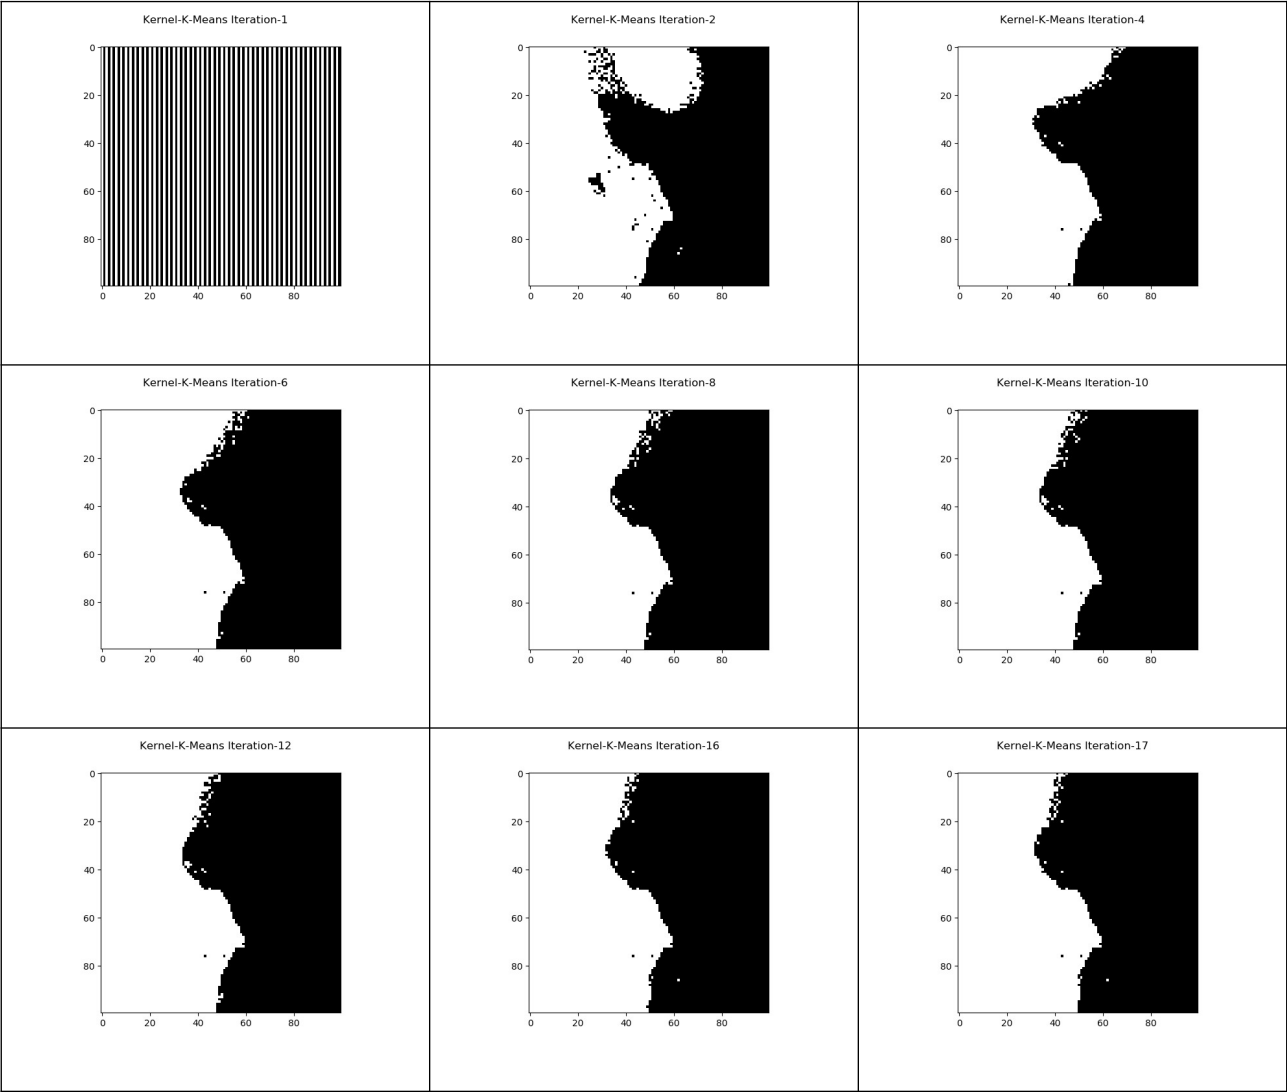 Kernel-K-Means Iteration-1
0
20
40
60
80
0 20 40 60 80
Kernel-K-Means Iteration-2
0
20
40
60
80
0 20 40 60 80
Kernel-K-Means Iteration-4
0
20
40
60
80
0 20 40 60 80
Kernel-K-Means Iteration-6
0
20
40
60
80
0 20 40 60 80
Kernel-K-Means Iteration-8
0
20
40
60
80
0 20 40 60 80
Kernel-K-Means Iteration-10
0
20
40
60
80
0 20 40 60 80
Kernel-K-Means Iteration-12
0
20
40
60
80
0 20 40 60 80
Kernel-K-Means Iteration-16
0
20
40
60
80
0 20 40 60 80
Kernel-K-Means Iteration-17
0
20
40
60
80
0 20 40 60 80